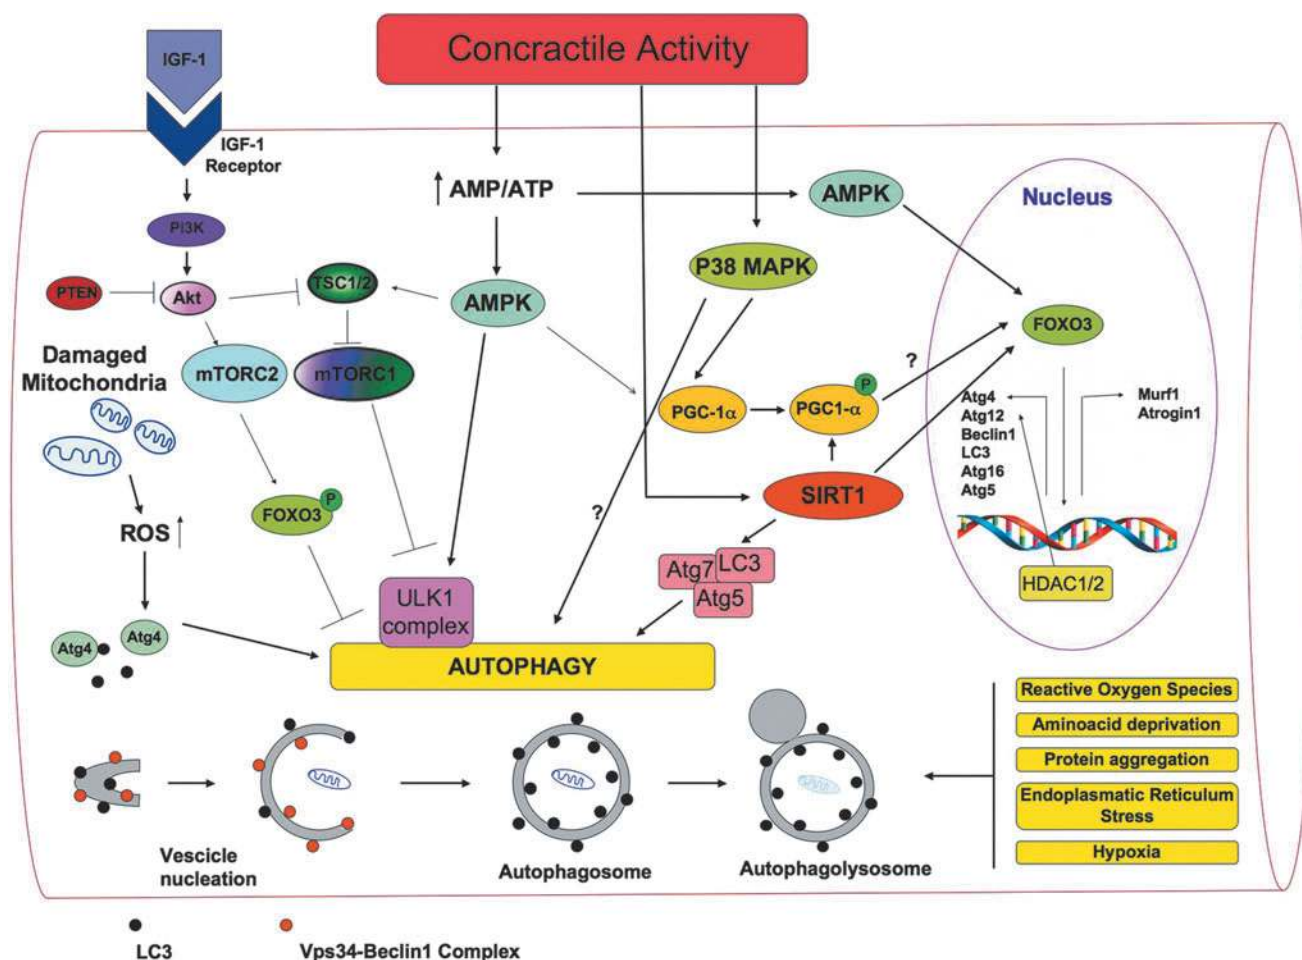 Concractile Activity
IGF-1
IGF-1
Receptor
PI3K
PTEN
Akt
TSC1/2
mTORC2
mTORC1
AMP/ATP
AMPK
AMPK
P38 MAPK
PGC-1α
PGC1-α
P
SIRT1
?
?
Nucleus
FOXO3
Atg4
Atg12
Beclin1
LC3
Atg16
Atg5
Murf1
Atrogin1
HDAC1/2
Damaged
Mitochondria
ROS
Atg4
Atg4
FOXO3
P
ULK1
complex
Atg7
LC3
Atg5
AUTOPHAGY
Vescicle
nucleation
Autophagosome
Autophagolysosome
Reactive Oxygen Species
Aminoacid deprivation
Protein aggregation
Endoplasmatic Reticulum
Stress
Hypoxia
LC3
Vps34-Beclin1 Complex